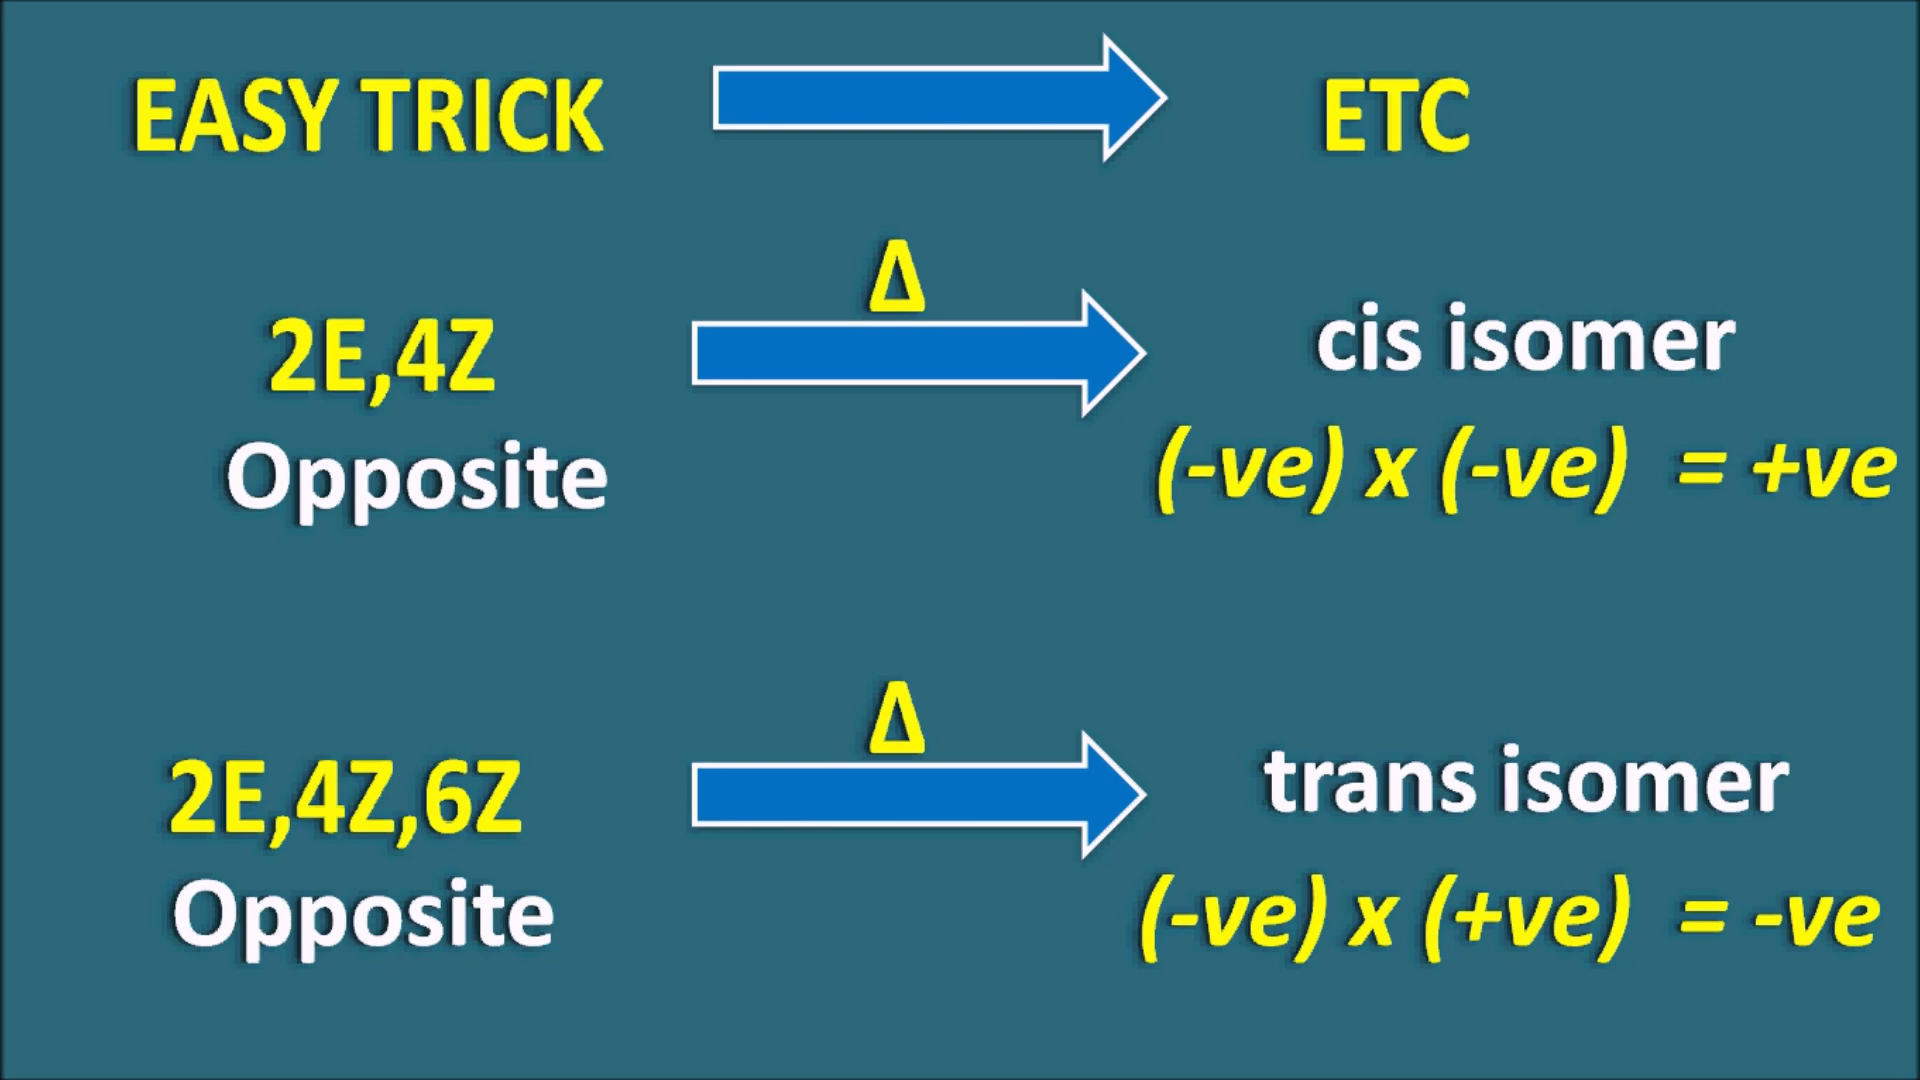 EASY TRICK ETC
Δ
2E,4Z cis isomer
Opposite (-ve) x (-ve) = +ve
Δ
2E,4Z,6Z trans isomer
Opposite (-ve) x (+ve) = -ve